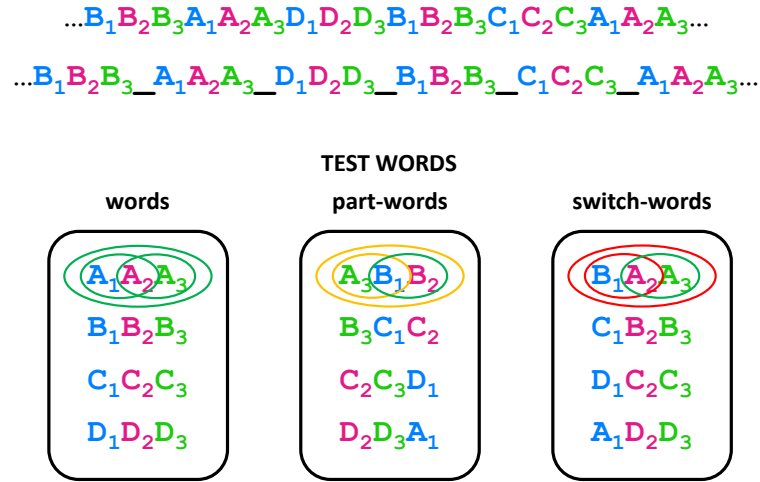 ...B₁B₂B₃A₁A₂A₃D₁D₂D₃B₁B₂B₃C₁C₂C₃A₁A₂A₃...
...B₁B₂B₃_A₁A₂A₃_D₁D₂D₃_B₁B₂B₃_C₁C₂C₃_A₁A₂A₃...
TEST WORDS
words part-words switch-words
A₁A₂A₃ A₃B₁B₂ B₁A₂A₃
B₁B₂B₃ B₃C₁C₂ C₁B₂B₃
C₁C₂C₃ C₂C₃D₁ D₁C₂C₃
D₁D₂D₃ D₂D₃A₁ A₁D₂D₃